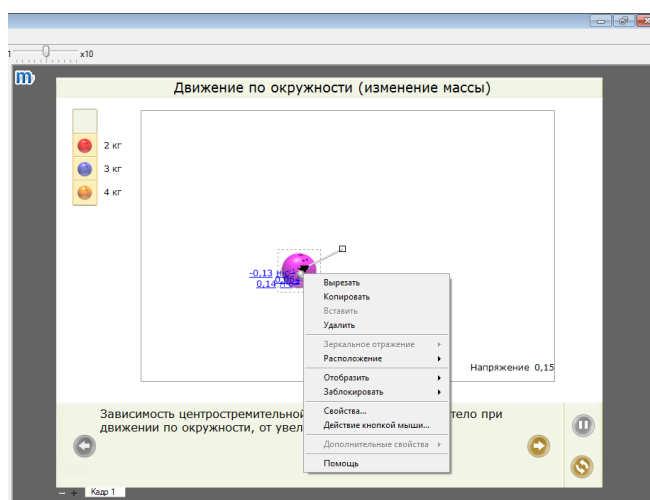 1 x10
m
Движение по окружности (изменение массы)
2 кг
3 кг
4 кг
-0,13
0,14
Вырезать
Копировать
Вставить
Удалить
Зеркальное отражение
Расположение
Напряжение 0,15
Отобразить
Заблокировать
Свойства...
Действие кнопкой мыши...
Дополнительные свойства
Помощь
Зависимость центростремительной тело при
движении по окружности, от увел
– + Кадр 1